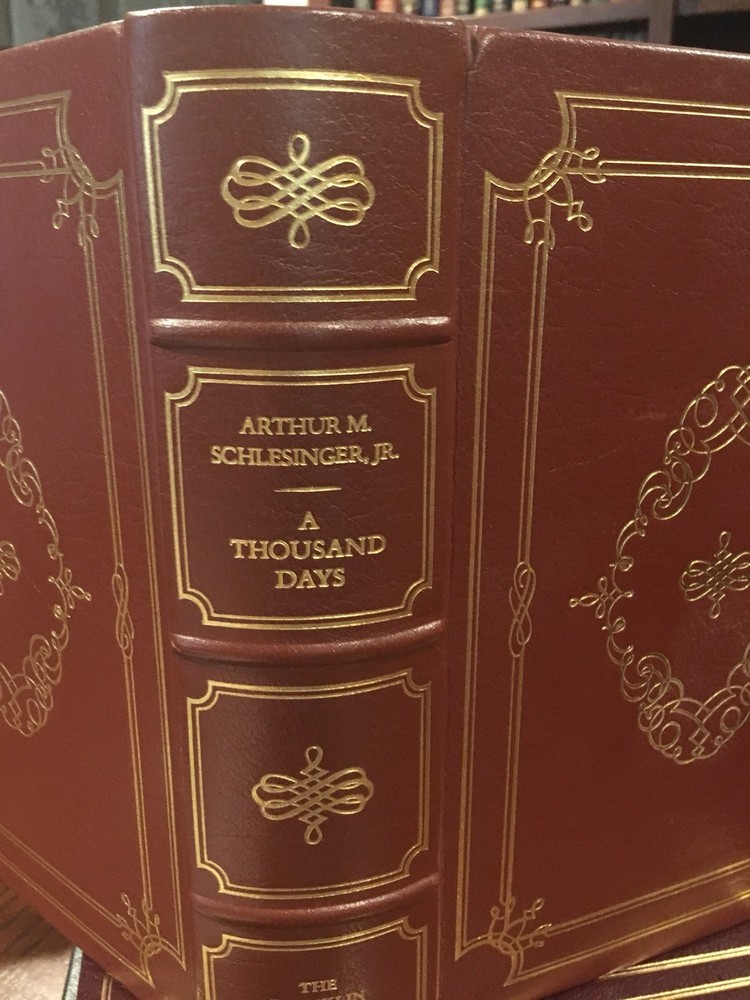 ARTHUR M.
SCHLESINGER, JR.
A
THOUSAND
DAYS
THE